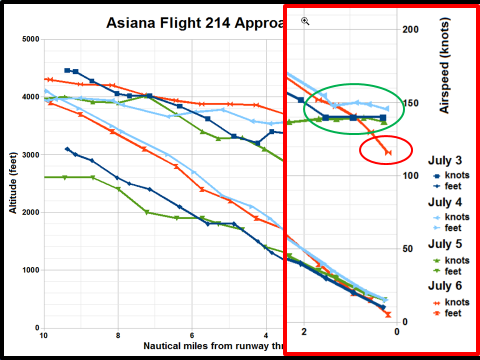 Asiana Flight 214 Approa
5000
4000
3000
2000
1000
0
Altitude (feet)
10
8
6
4
Nautical miles from runway thr
200
150
100
50
0
Airspeed (knots)
2
0
July 3
knots
feet
July 4
knots
feet
July 5
knots
feet
July 6
knots
feet